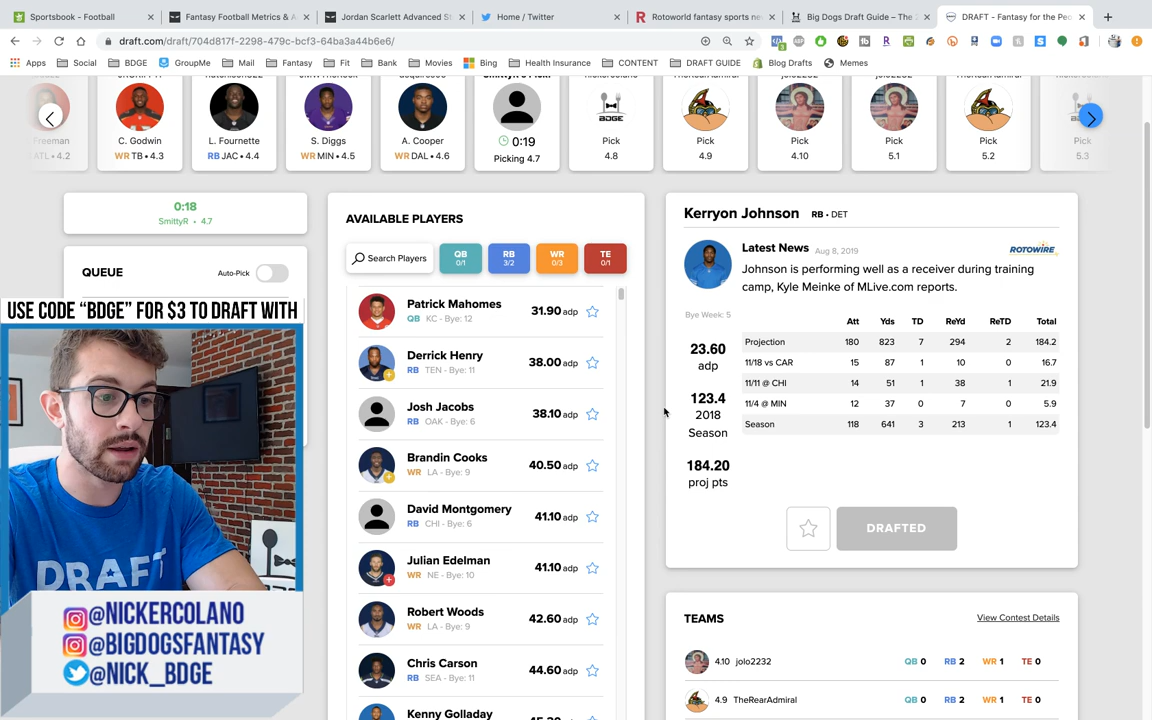 Sportsbook - Football
Fantasy Football Metrics & A
Jordan Scarlett Advanced S
Home / Twitter
Rotoworld fantasy sports ne
Big Dogs Draft Guide – The
DRAFT - Fantasy for the Peo
draft.com/draft/704d817f-2298-479c-bcf3-64ba3a44b6e6/
Apps Social BDGE GroupMe Mail Fantasy Fit Bank Movies Bing Health Insurance CONTENT DRAFT GUIDE Blog Drafts Memes
Freeman
ATL • 4.2
C. Godwin
WR TB • 4.3
L. Fournette
RB JAC • 4.4
S. Diggs
WR MIN • 4.5
A. Cooper
WR DAL • 4.6
0:19
Picking 4.7
BDGE
Pick
4.8
Pick
4.9
Pick
4.10
Pick
5.1
Pick
5.2
Pick
5.3
0:18
SmittyR • 4.7
QUEUE
Auto-Pick
USE CODE "BDGE" FOR $3 TO DRAFT WITH
DRAFT
@NICKERCOLANO
@BIGDOGSFANTASY
@NICK_BDGE
AVAILABLE PLAYERS
Search Players
QB
0/1
RB
3/2
WR
0/3
TE
0/1
Patrick Mahomes
QB KC - Bye: 12
31.90 adp
Derrick Henry
RB TEN - Bye: 11
38.00 adp
Josh Jacobs
RB OAK - Bye: 6
38.10 adp
Brandin Cooks
WR LA - Bye: 9
40.50 adp
David Montgomery
RB CHI - Bye: 6
41.10 adp
Julian Edelman
WR NE - Bye: 10
41.10 adp
Robert Woods
WR LA - Bye: 9
42.60 adp
Chris Carson
RB SEA - Bye: 11
44.60 adp
Kenny Golladay
Kerryon Johnson RB • DET
Latest News Aug 8, 2019
ROTOWIRE
Johnson is performing well as a receiver during training
camp, Kyle Meinke of MLive.com reports.
Bye Week: 5
23.60
adp
123.4
2018
Season
184.20
proj pts
Att Yds TD ReYd ReTD Total
Projection 180 823 7 294 2 184.2
11/18 vs CAR 15 87 1 10 0 16.7
11/11 @ CHI 14 51 1 38 1 21.9
11/4 @ MIN 12 37 0 7 0 5.9
Season 118 641 3 213 1 123.4
DRAFTED
TEAMS
View Contest Details
4.10 jolo2232 QB 0 RB 2 WR 1 TE 0
4.9 TheRearAdmiral QB 0 RB 2 WR 1 TE 0